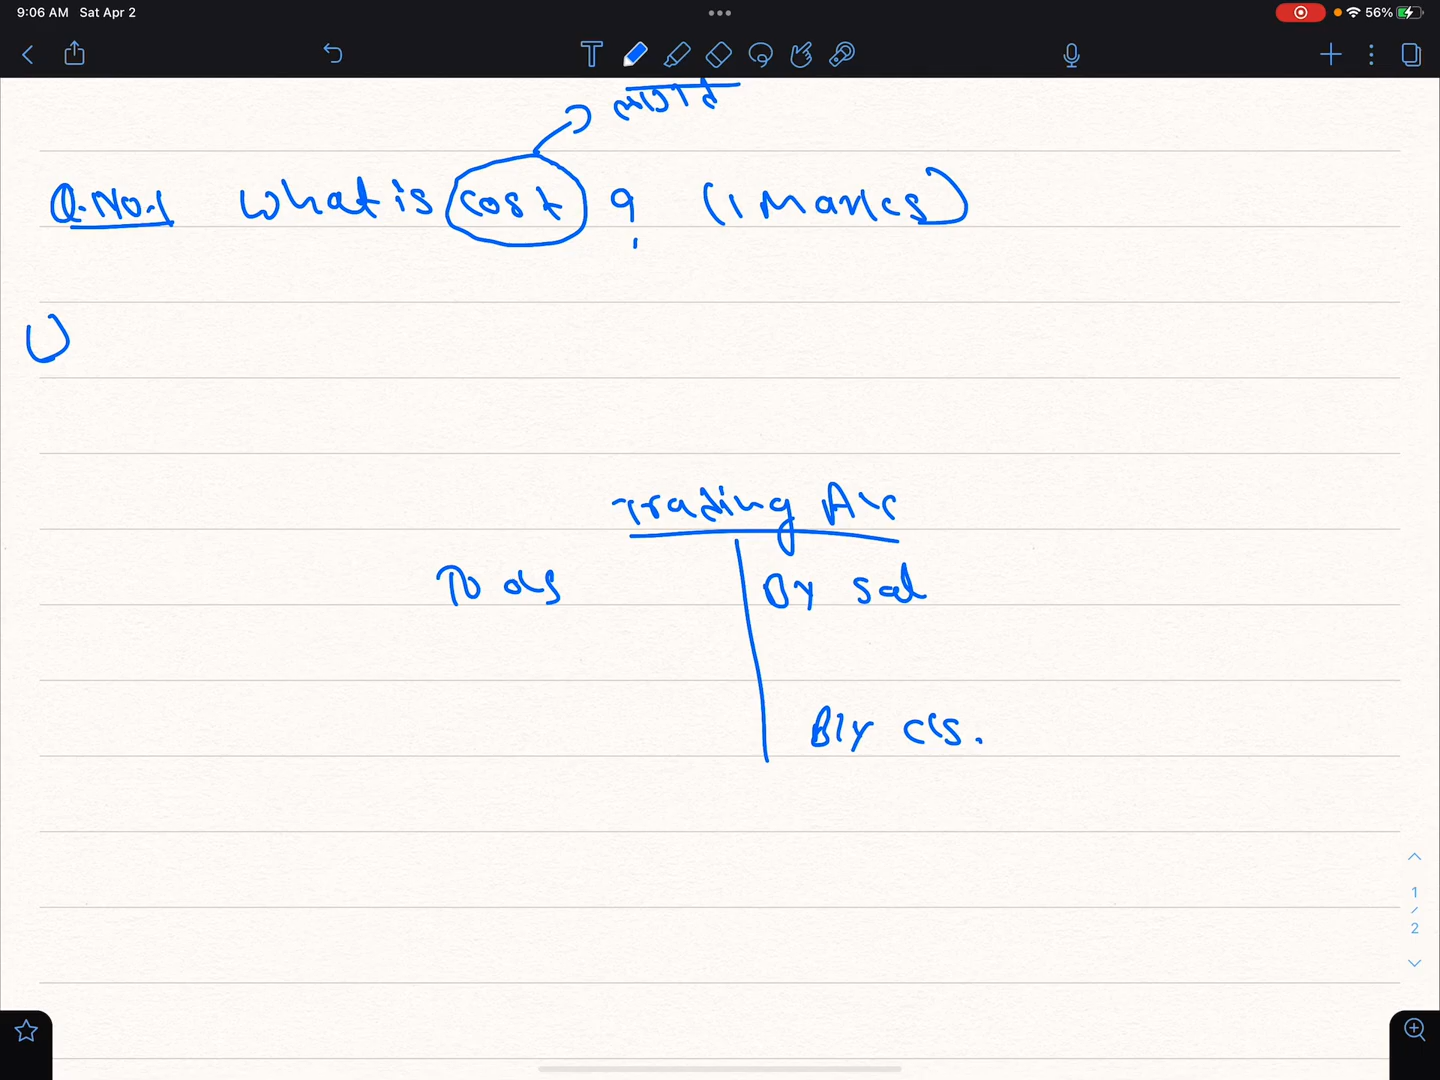 9:06 AM Sat Apr 2
56%
Q.No.1 What is cost ? (1 Marks)
Trading A/c
To o/s By sal
By c/s.
1
/
2